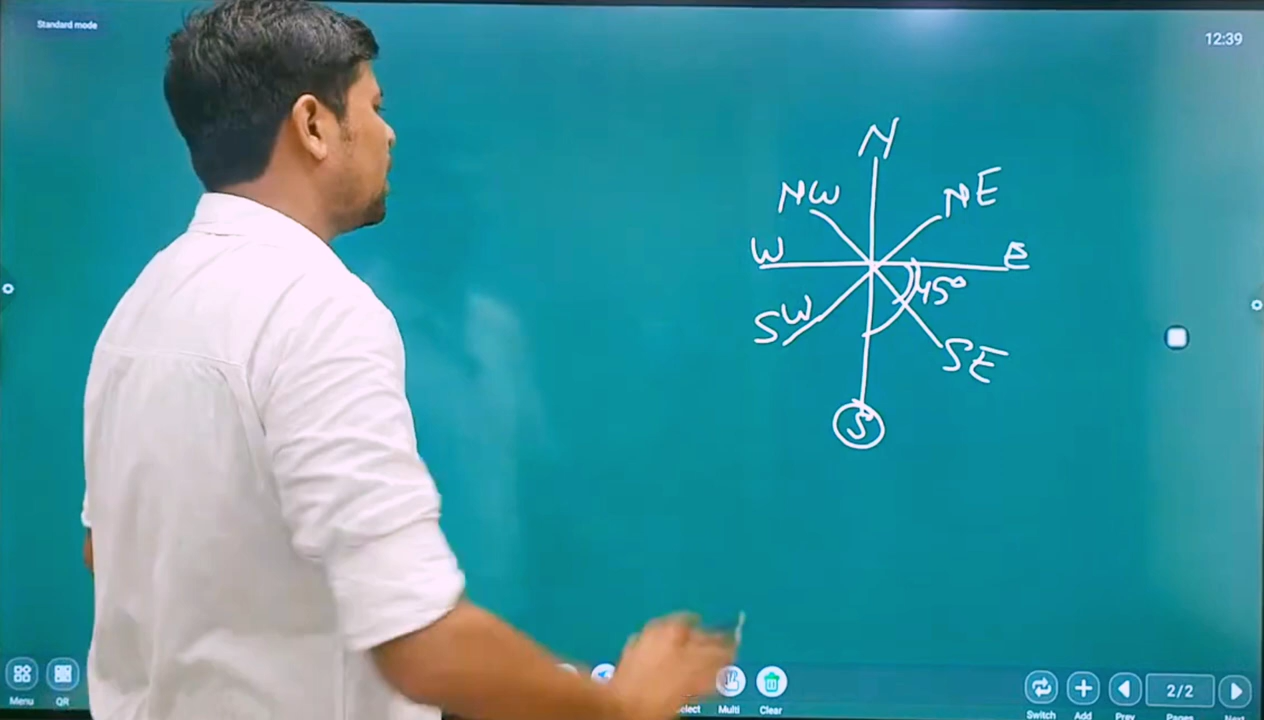 Standard mode
12:39
N
NW
NE
W
E
45°
SW
SE
S
Menu
QR
Multi
Clear
Switch
Add
Prev
2/2
Pages